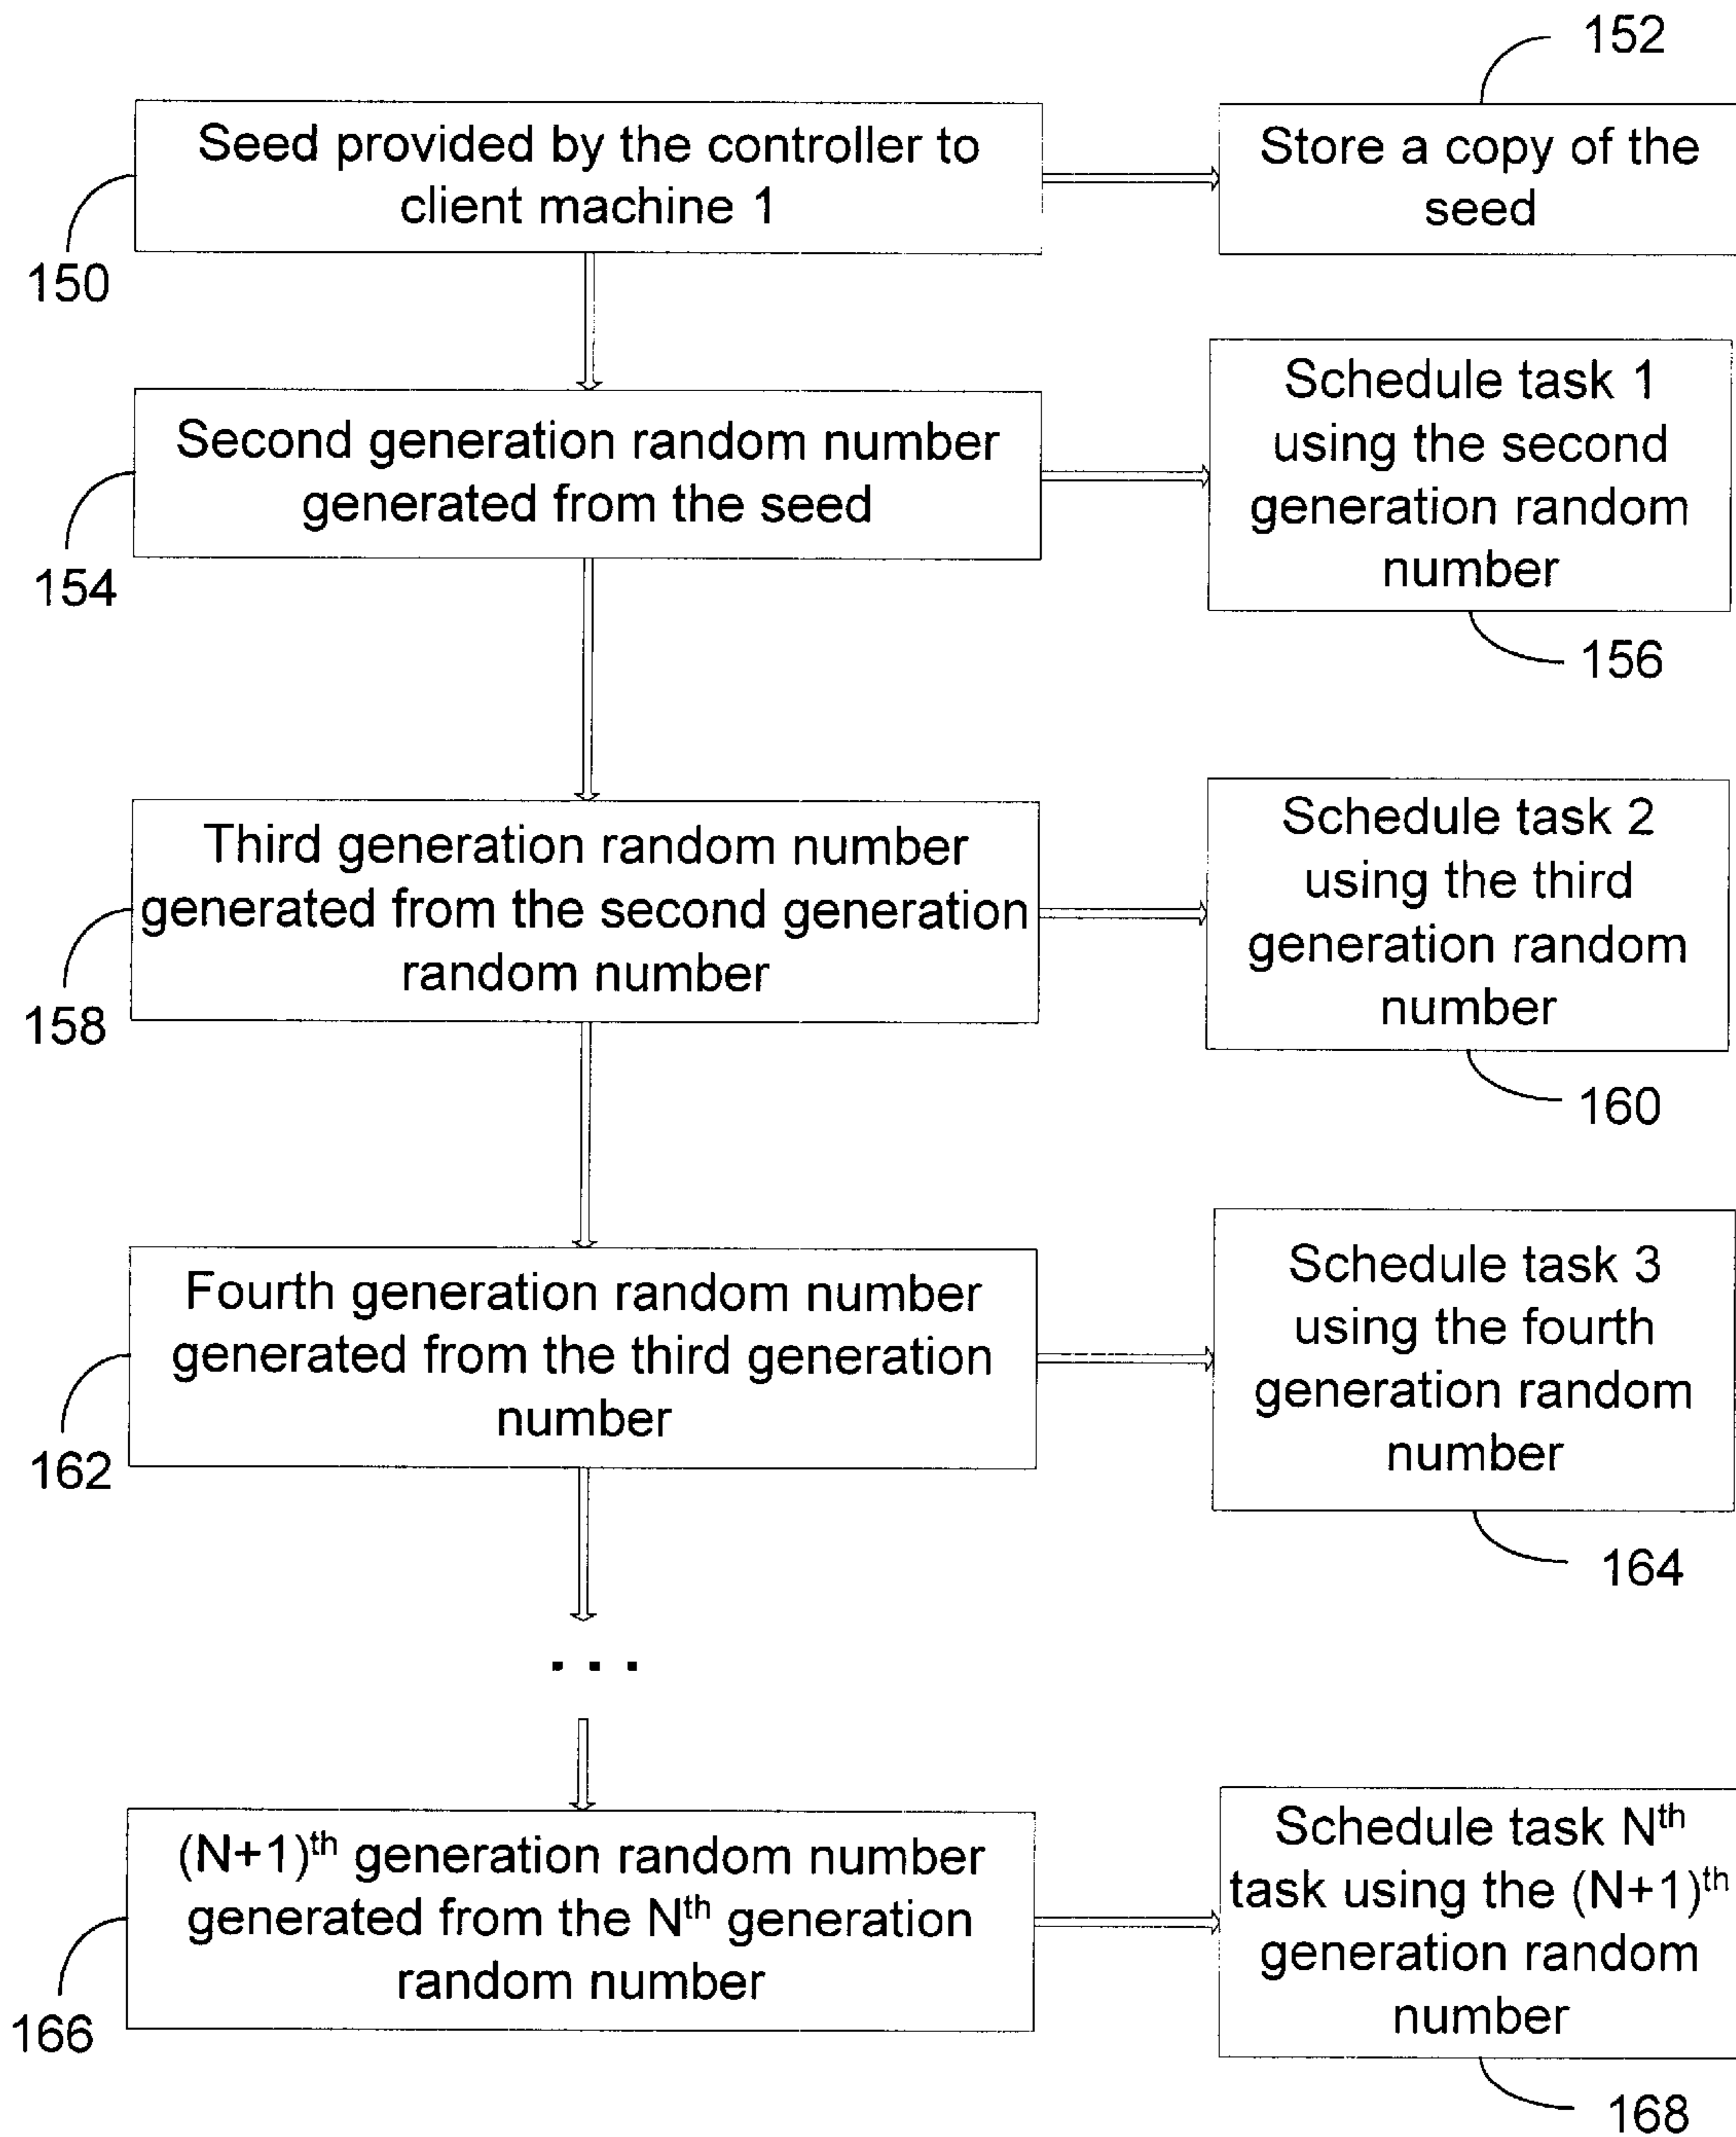 152
Seed provided by the controller to
client machine 1
Store a copy of the
seed
150
Second generation random number
generated from the seed
Schedule task 1
using the second
generation random
number
154
156
Third generation random number
generated from the second generation
random number
Schedule task 2
using the third
generation random
number
158
160
Fourth generation random number
generated from the third generation
number
Schedule task 3
using the fourth
generation random
number
162
164
...
(N+1)th generation random number
generated from the Nth generation
random number
Schedule task Nth
task using the (N+1)th
generation random
number
166
168